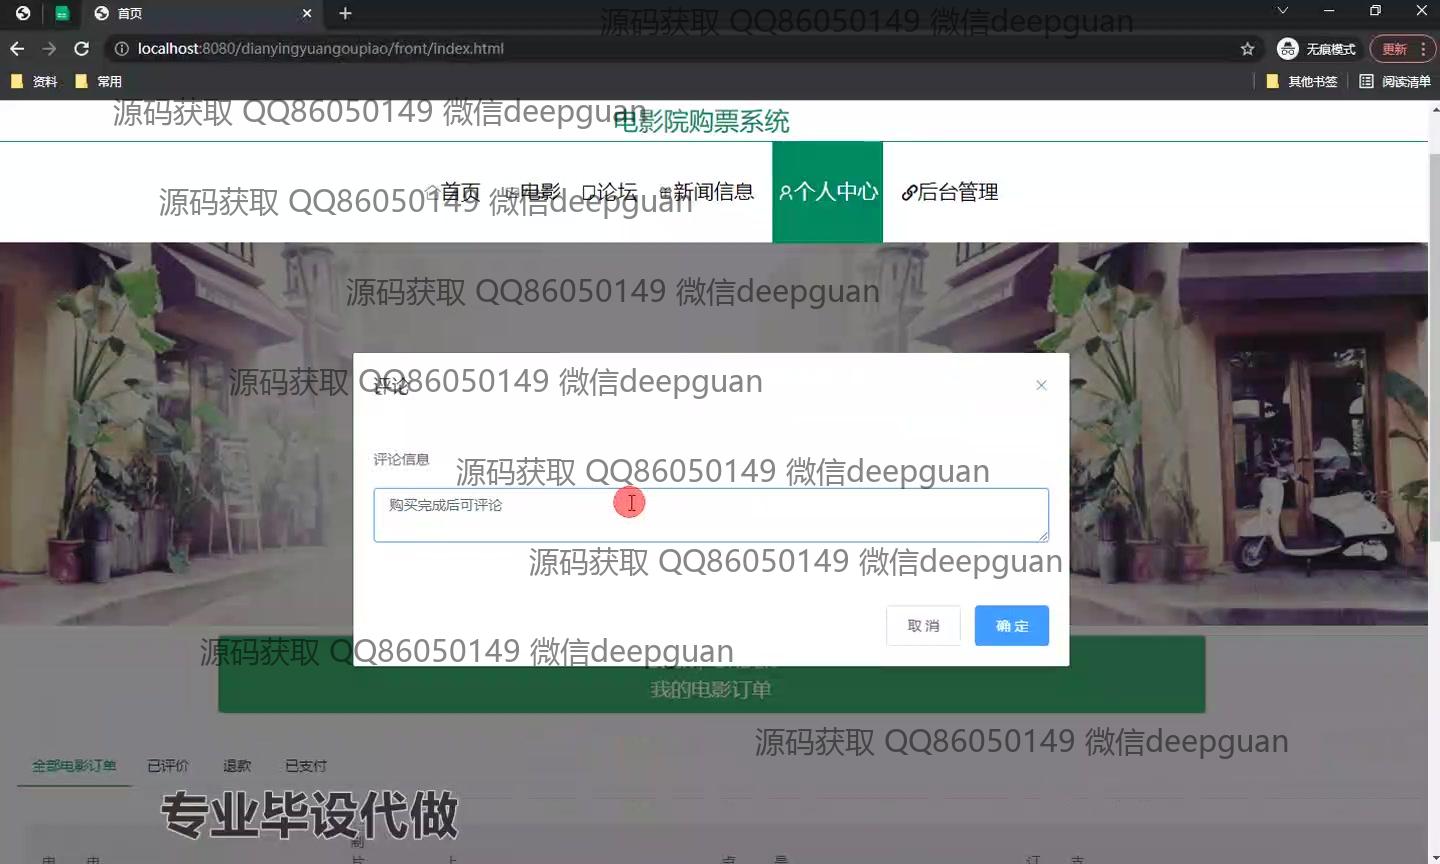 首页
源码获取 QQ86050149 微信deepguan
localhost:8080/dianyingyuangoupiao/front/index.html
无痕模式
更新
资料
常用
其他书签
阅读清单
源码获取 QQ86050149 微信deepguan
电影院购票系统
首页
电影
论坛
新闻信息
个人中心
后台管理
源码获取 QQ86050149 微信deepguan
源码获取 QQ86050149 微信deepguan
源码获取 QQ86050149 微信deepguan
评论
评论信息
源码获取 QQ86050149 微信deepguan
购买完成后可评论
源码获取 QQ86050149 微信deepguan
取消
确定
源码获取 QQ86050149 微信deepguan
我的电影订单
源码获取 QQ86050149 微信deepguan
全部电影订单
已评价
退款
已支付
专业毕设代做